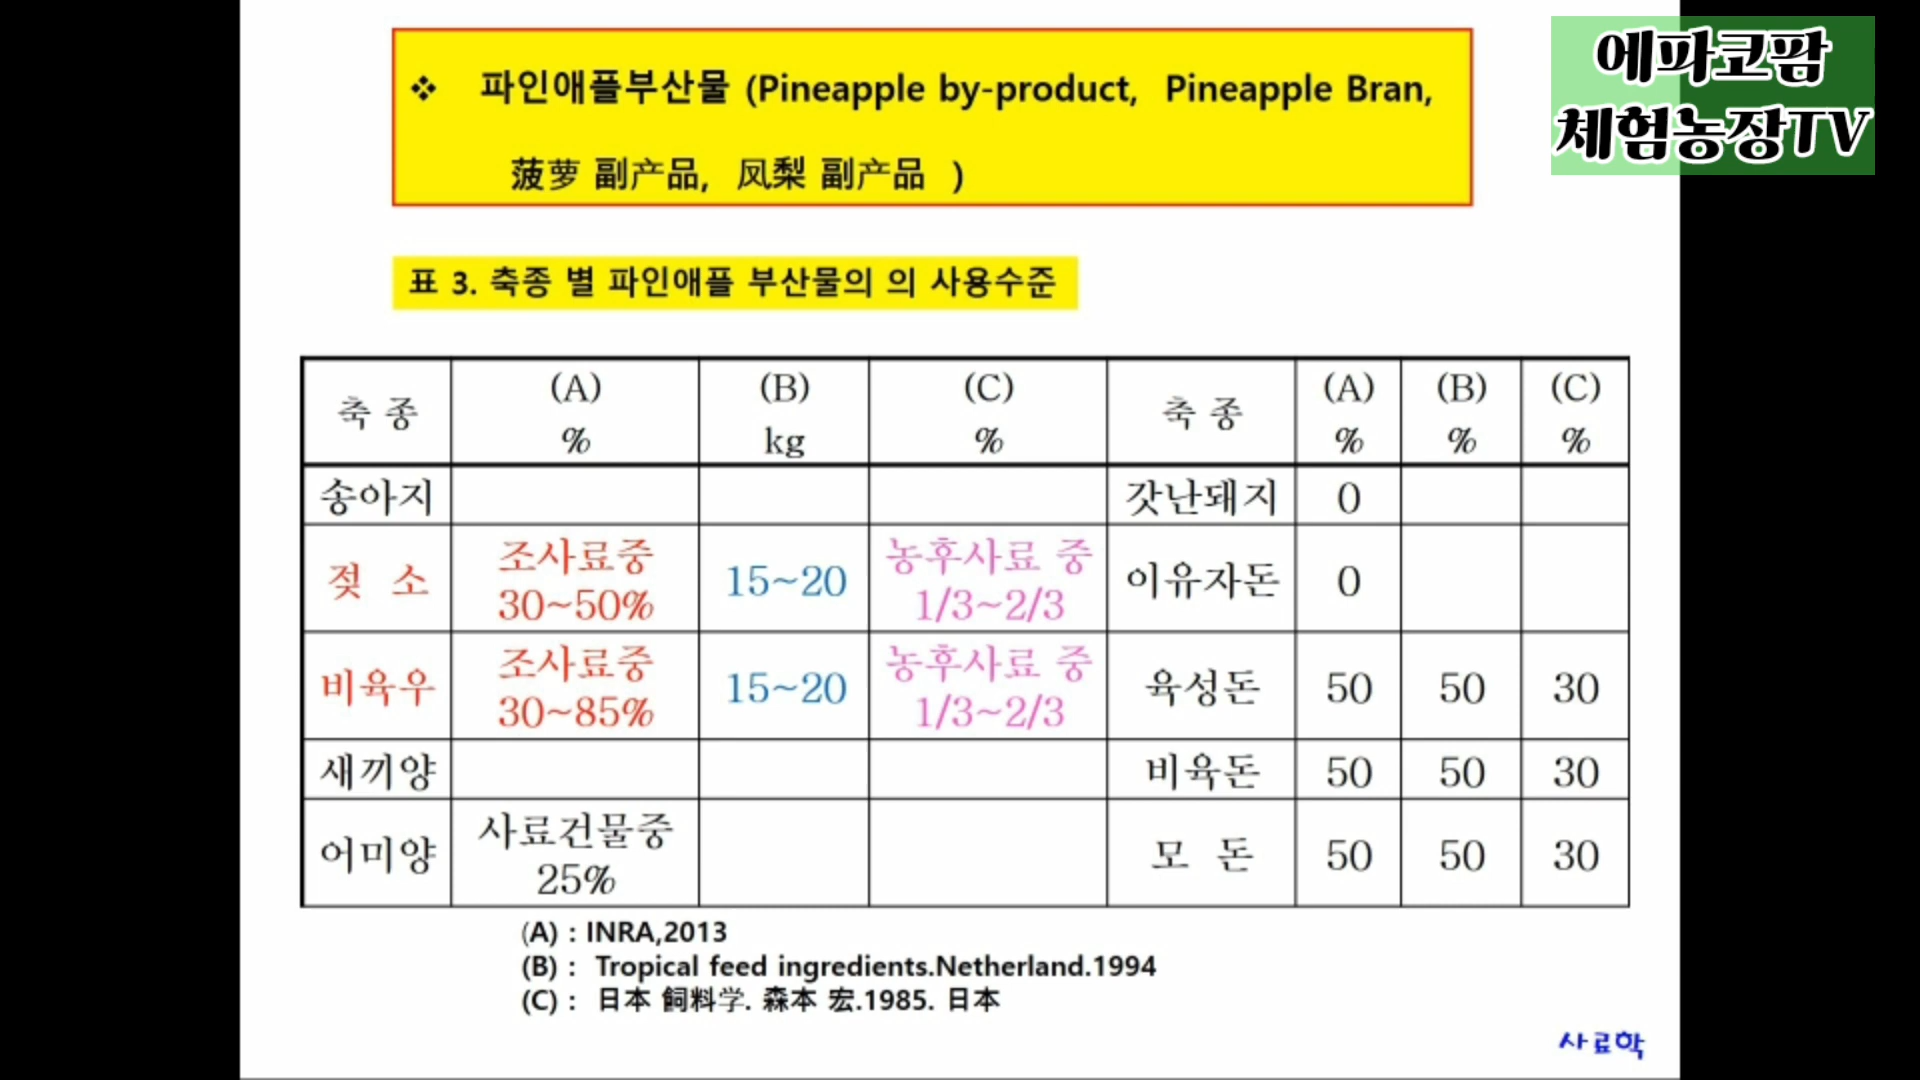 에파코팜
체험농장TV
❖ 파인애플부산물 (Pineapple by-product, Pineapple Bran,
菠萝 副产品, 凤梨 副产品 )
표 3. 축종 별 파인애플 부산물의 의 사용수준
축 종 (A) % (B) kg (C) % 축 종 (A) % (B) % (C) %
송아지 갓난돼지 0
젖 소 조사료중 30~50% 15~20 농후사료 중 1/3~2/3 이유자돈 0
비육우 조사료중 30~85% 15~20 농후사료 중 1/3~2/3 육성돈 50 50 30
새끼양 비육돈 50 50 30
어미양 사료건물중 25% 모 돈 50 50 30
(A) : INRA,2013
(B) : Tropical feed ingredients.Netherland.1994
(C) : 日本 飼料学. 森本 宏.1985. 日本
사료학